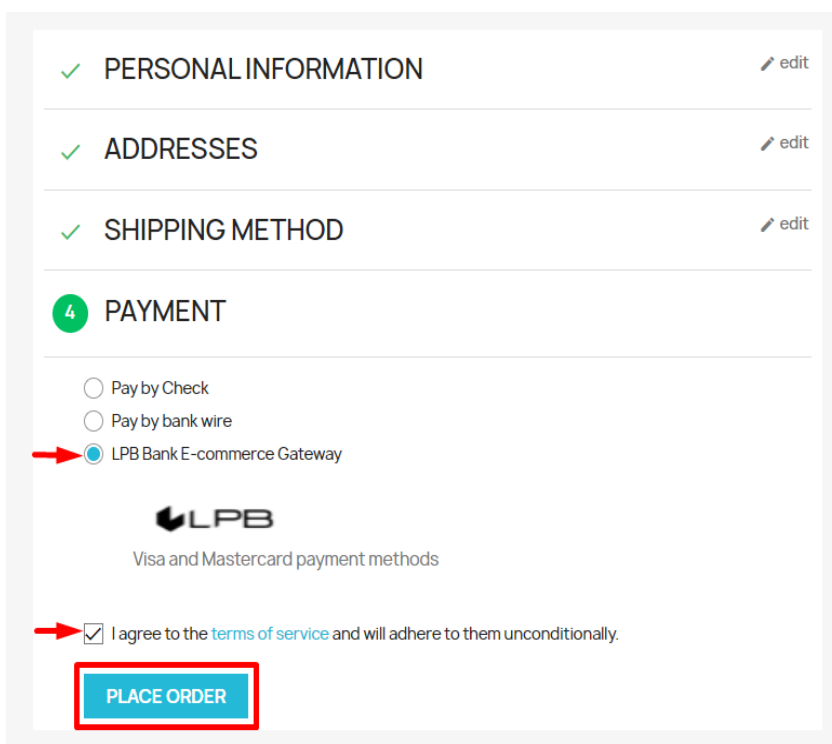 PERSONAL INFORMATION
edit
ADDRESSES
edit
SHIPPING METHOD
edit
4
PAYMENT
Pay by Check
Pay by bank wire
LPB Bank E-commerce Gateway
LPB
Visa and Mastercard payment methods
I agree to the terms of service and will adhere to them unconditionally.
PLACE ORDER